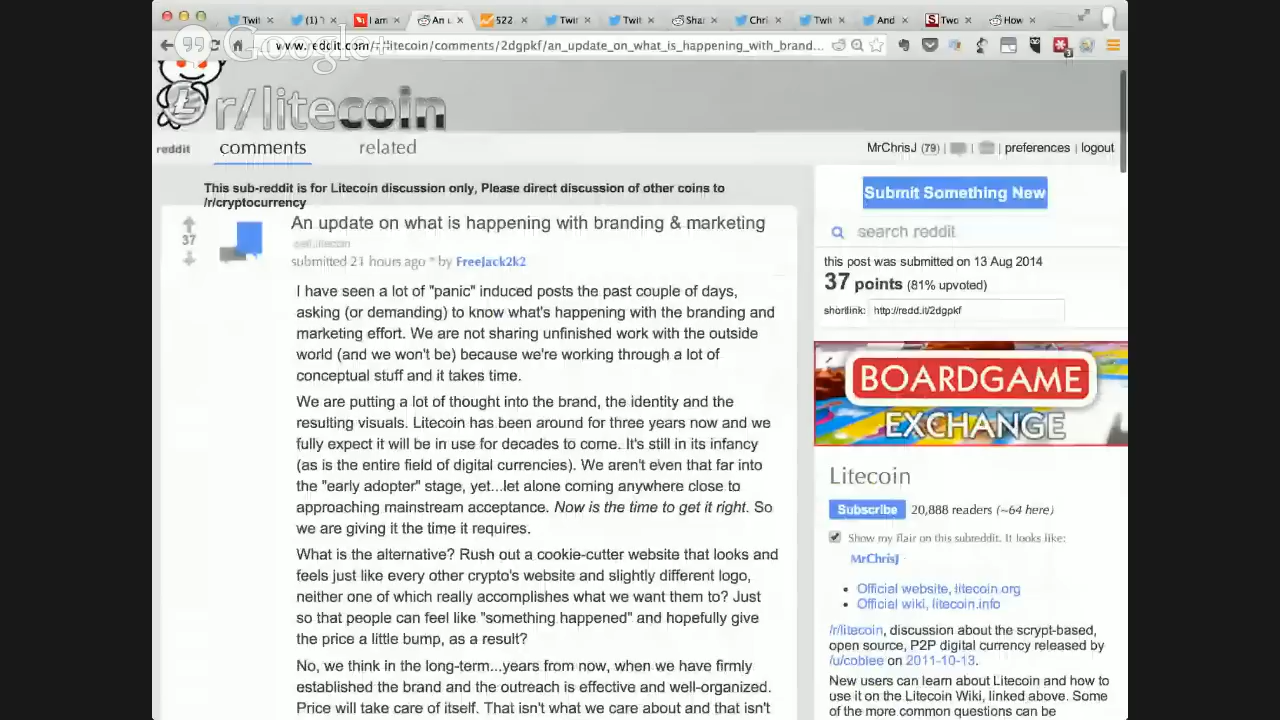 Twit
(1) T
I am
An u
522
Twit
Twit
Shar
Chri
Twit
And
Two
How
Google+
www.reddit.com/r/litecoin/comments/2dgpkf/an_update_on_what_is_happening_with_brand...
r/litecoin
reddit comments related
MrChrisJ (79) | | | preferences | logout
This sub-reddit is for Litecoin discussion only, Please direct discussion of other coins to
/r/cryptocurrency
37
An update on what is happening with branding & marketing
self.litecoin
submitted 21 hours ago * by FreeJack2k2
I have seen a lot of "panic" induced posts the past couple of days,
asking (or demanding) to know what's happening with the branding and
marketing effort. We are not sharing unfinished work with the outside
world (and we won't be) because we're working through a lot of
conceptual stuff and it takes time.
We are putting a lot of thought into the brand, the identity and the
resulting visuals. Litecoin has been around for three years now and we
fully expect it will be in use for decades to come. It's still in its infancy
(as is the entire field of digital currencies). We aren't even that far into
the "early adopter" stage, yet...let alone coming anywhere close to
approaching mainstream acceptance. Now is the time to get it right. So
we are giving it the time it requires.
What is the alternative? Rush out a cookie-cutter website that looks and
feels just like every other crypto's website and slightly different logo,
neither one of which really accomplishes what we want them to? Just
so that people can feel like "something happened" and hopefully give
the price a little bump, as a result?
No, we think in the long-term...years from now, when we have firmly
established the brand and the outreach is effective and well-organized.
Price will take care of itself. That isn't what we care about and that isn't
Submit Something New
search reddit
this post was submitted on 13 Aug 2014
37 points (81% upvoted)
shortlink: http://redd.it/2dgpkf
BOARDGAME
EXCHANGE
Litecoin
Subscribe 20,888 readers (~64 here)
Show my flair on this subreddit. It looks like:
MrChrisJ
Official website, litecoin.org
Official wiki, litecoin.info
/r/litecoin, discussion about the scrypt-based,
open source, P2P digital currency released by
/u/coblee on 2011-10-13.
New users can learn about Litecoin and how to
use it on the Litecoin Wiki, linked above. Some
of the more common questions can be